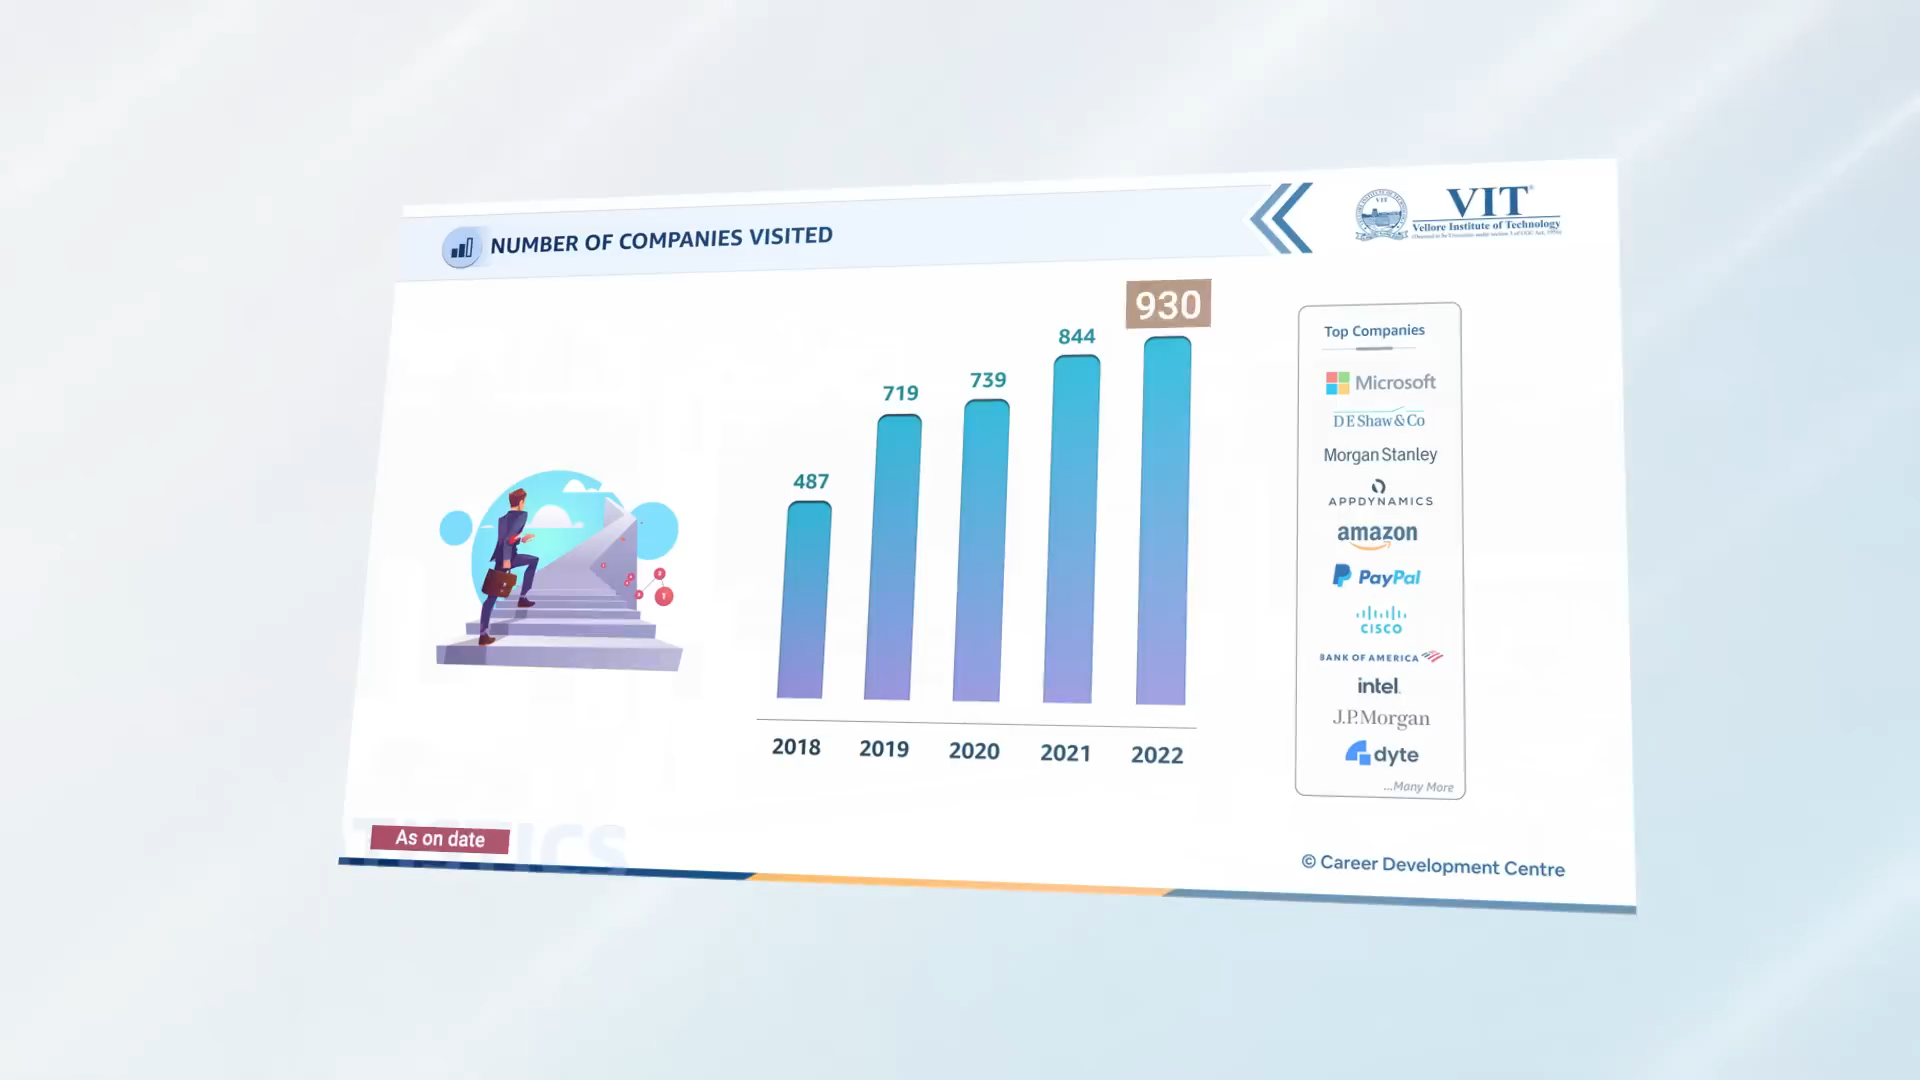 NUMBER OF COMPANIES VISITED
VIT
Vellore Institute of Technology
930
844
739
719
487
2018 2019 2020 2021 2022
Top Companies
Microsoft
DE Shaw & Co
Morgan Stanley
APPDYNAMICS
amazon
PayPal
CISCO
BANK OF AMERICA
intel.
J.P.Morgan
dyte
...Many More
As on date
© Career Development Centre